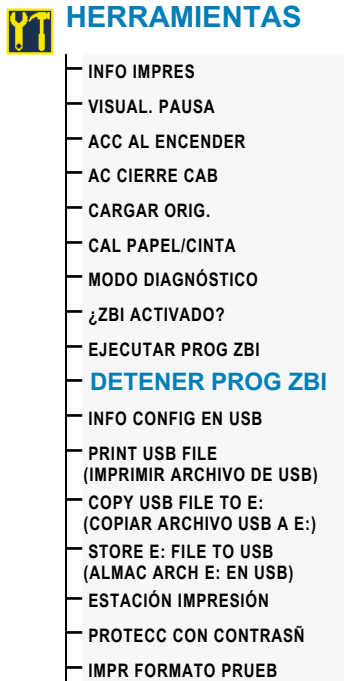 HERRAMIENTAS
INFO IMPRES
VISUAL. PAUSA
ACC AL ENCENDER
AC CIERRE CAB
CARGAR ORIG.
CAL PAPEL/CINTA
MODO DIAGNÓSTICO
¿ZBI ACTIVADO?
EJECUTAR PROG ZBI
DETENER PROG ZBI
INFO CONFIG EN USB
PRINT USB FILE
(IMPRIMIR ARCHIVO DE USB)
COPY USB FILE TO E:
(COPIAR ARCHIVO USB A E:)
STORE E: FILE TO USB
(ALMAC ARCH E: EN USB)
ESTACIÓN IMPRESIÓN
PROTECC CON CONTRASÑ
IMPR FORMATO PRUEB